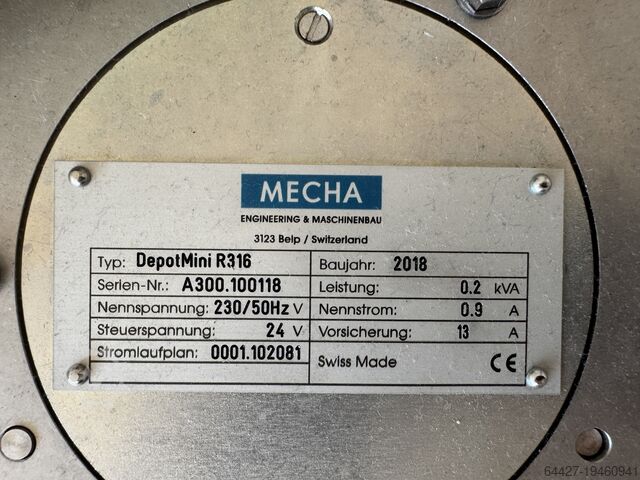 MECHA
ENGINEERING & MASCHINENBAU
3123 Belp / Switzerland
Typ: DepotMini R316 Baujahr: 2018
Serien-Nr.: A300.100118 Leistung: 0.2 kVA
Nennspannung: 230/50Hz V Nennstrom: 0.9 A
Steuerspannung: 24 V Vorsicherung: 13 A
Stromlaufplan: 0001.102081 Swiss Made CE
64427-19460941